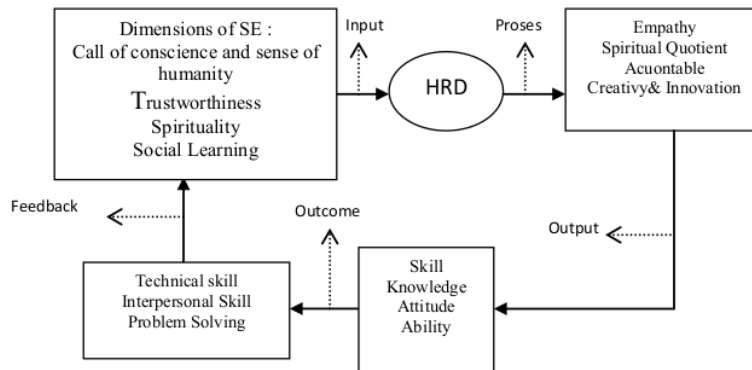 Dimensions of SE :
Call of conscience and sense of
humanity
Trustworthiness
Spirituality
Social Learning
Input
HRD
Proses
Empathy
Spiritual Quotient
Acuontable
Creativy& Innovation
Feedback
Outcome
Output
Technical skill
Interpersonal Skill
Problem Solving
Skill
Knowledge
Attitude
Ability